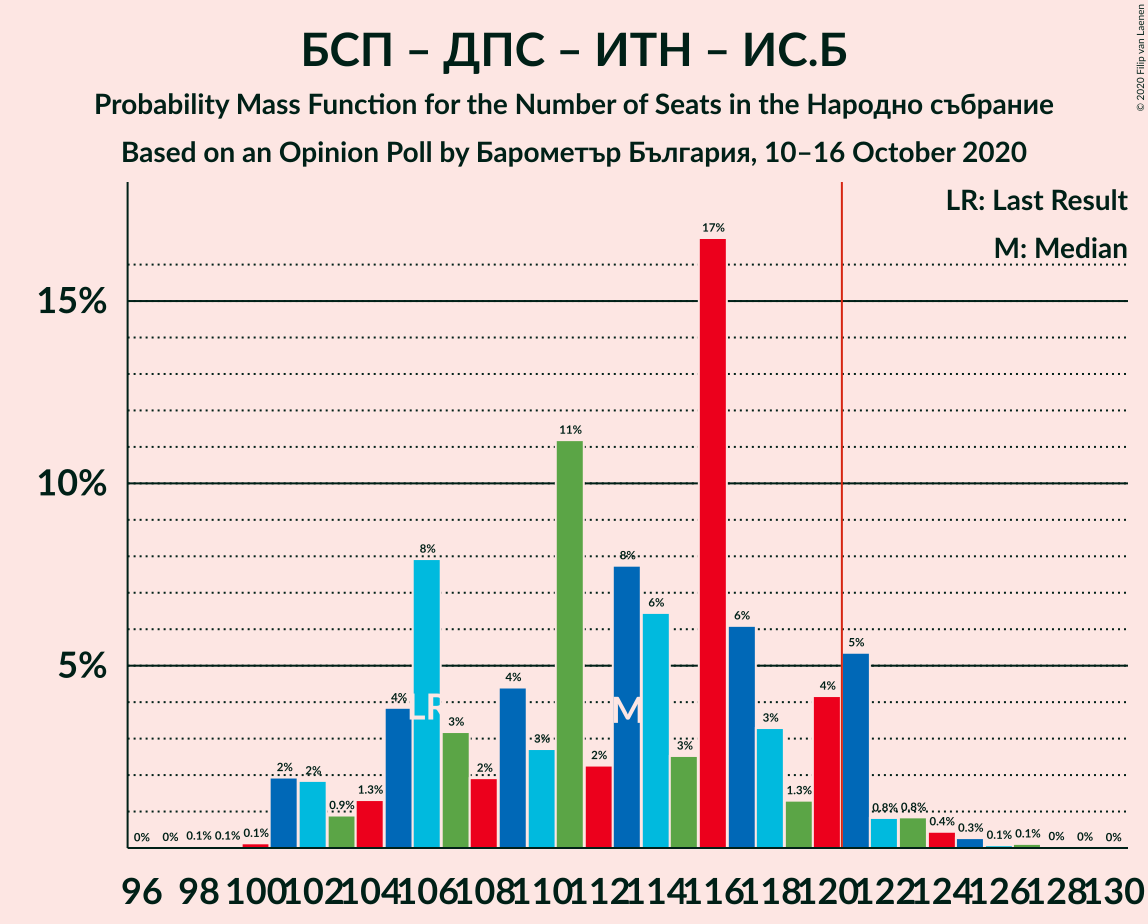 БСП – ДПС – ИТН – ИС.Б
Probability Mass Function for the Number of Seats in the Народно събрание
Based on an Opinion Poll by Барометър България, 10–16 October 2020
© 2020 Filip van Laenen
LR: Last Result
M: Median
15%
10%
5%
0% 0% 0.1% 0.1% 0.1% 2% 2% 0.9% 1.3% 4% 8% 3% 2% 4% 3% 11% 2% 8% 6% 3% 17% 6% 3% 1.3% 4% 5% 0.8% 0.8% 0.4% 0.3% 0.1% 0.1% 0% 0% 0%
LR M
96 98 100 102 104 106 108 110 112 114 116 118 120 122 124 126 128 130